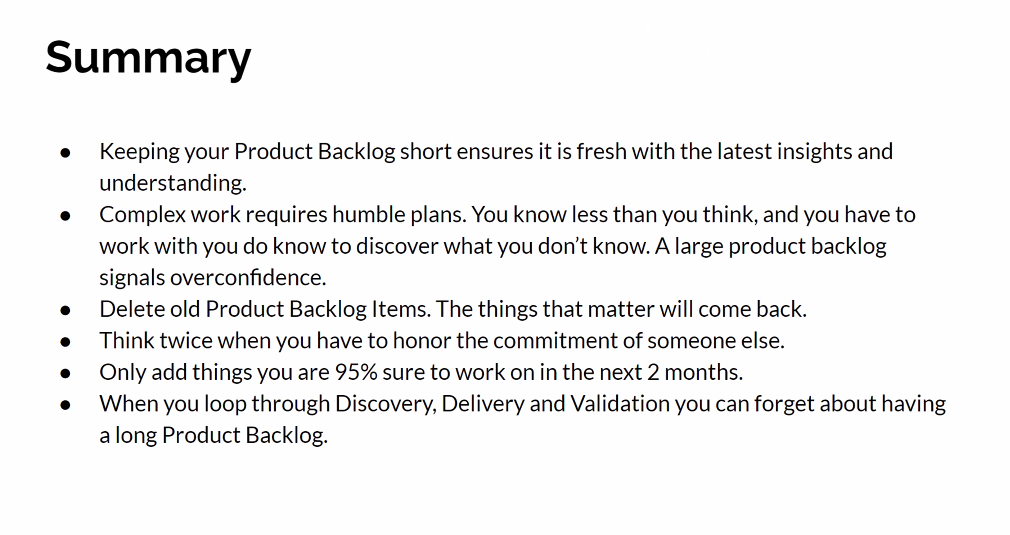 Summary
● Keeping your Product Backlog short ensures it is fresh with the latest insights and
understanding.
● Complex work requires humble plans. You know less than you think, and you have to
work with you do know to discover what you don’t know. A large product backlog
signals overconfidence.
● Delete old Product Backlog Items. The things that matter will come back.
● Think twice when you have to honor the commitment of someone else.
● Only add things you are 95% sure to work on in the next 2 months.
● When you loop through Discovery, Delivery and Validation you can forget about having
a long Product Backlog.